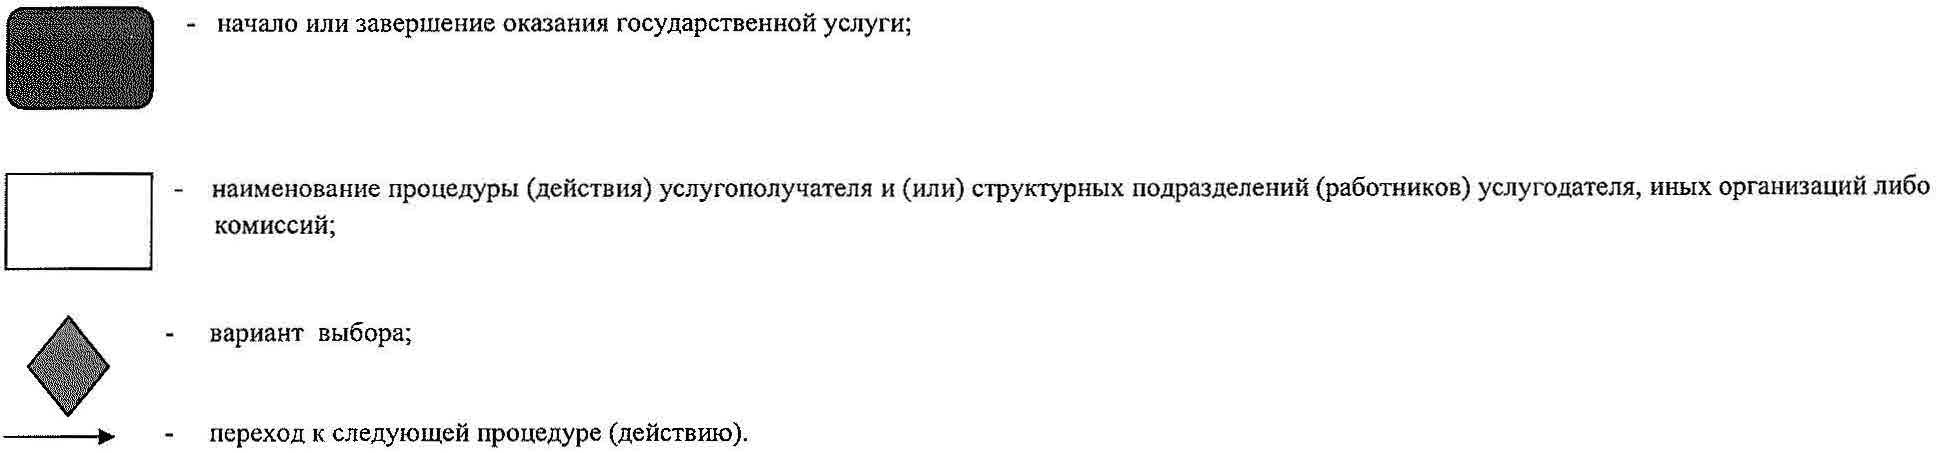 - начало или завершение оказания государственной услуги;
- наименование процедуры (действия) услугополучателя и (или) структурных подразделений (работников) услугодателя, иных организаций либо
комиссий;
- вариант выбора;
- переход к следующей процедуре (действию).